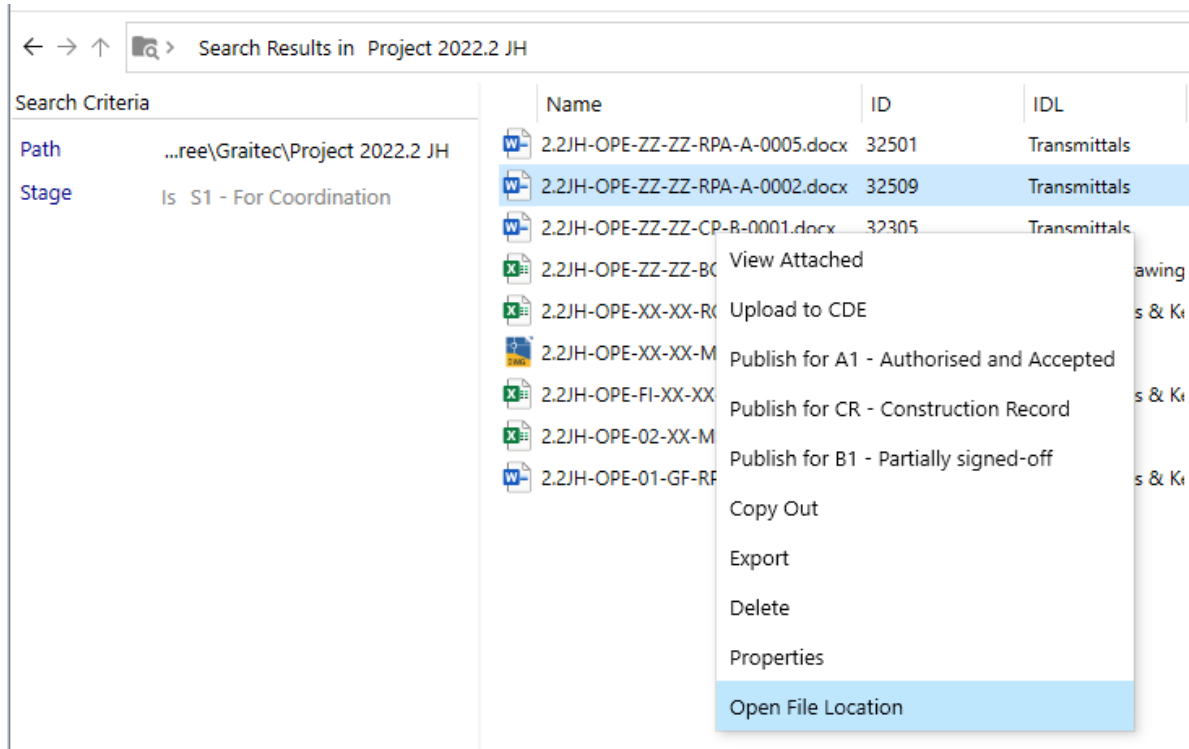 Search Results in Project 2022.2 JH
Search Criteria
Path ...ree\Graitec\Project 2022.2 JH
Stage Is S1 - For Coordination
Name ID IDL
2.2JH-OPE-ZZ-ZZ-RPA-A-0005.docx 32501 Transmittals
2.2JH-OPE-ZZ-ZZ-RPA-A-0002.docx 32509 Transmittals
2.2JH-OPE-ZZ-ZZ-CP-B-0001.docx 32305 Transmittals
2.2JH-OPE-ZZ-ZZ-BC awing
2.2JH-OPE-XX-XX-RO s & Ke
2.2JH-OPE-XX-XX-M
2.2JH-OPE-FI-XX-XX- s & Ke
2.2JH-OPE-02-XX-M
2.2JH-OPE-01-GF-RP s & Ke
View Attached
Upload to CDE
Publish for A1 - Authorised and Accepted
Publish for CR - Construction Record
Publish for B1 - Partially signed-off
Copy Out
Export
Delete
Properties
Open File Location